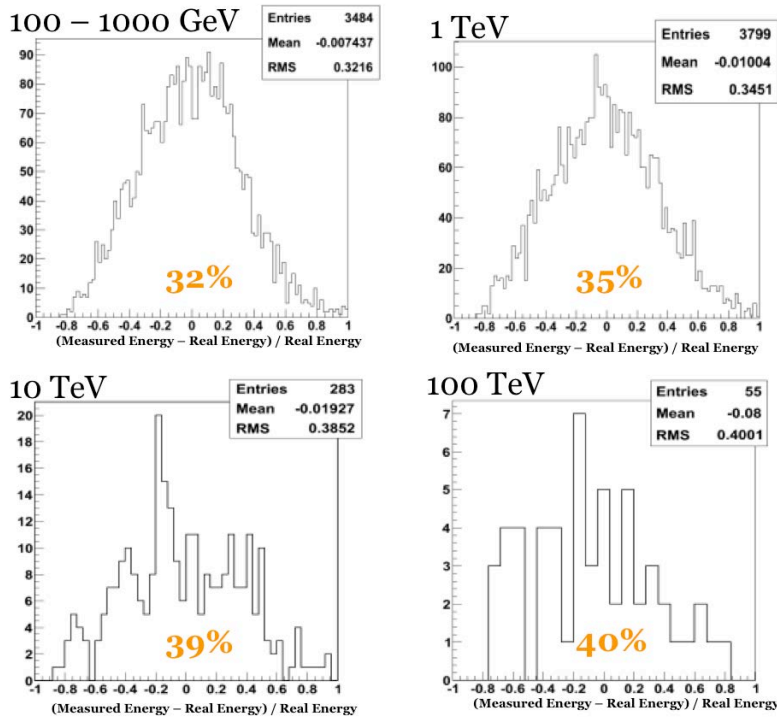 100 – 1000 GeV
Entries 3484
Mean -0.007437
RMS 0.3216
90
80
70
60
50
40
30
20
10
0
32%
-1 -0.8 -0.6 -0.4 -0.2 0 0.2 0.4 0.6 0.8 1
(Measured Energy – Real Energy) / Real Energy
1 TeV
Entries 3799
Mean -0.01004
RMS 0.3451
100
80
60
40
20
0
35%
-1 -0.8 -0.6 -0.4 -0.2 0 0.2 0.4 0.6 0.8 1
(Measured Energy – Real Energy) / Real Energy
10 TeV
Entries 283
Mean -0.01927
RMS 0.3852
20
18
16
14
12
10
8
6
4
2
0
39%
-1 -0.8 -0.6 -0.4 -0.2 0 0.2 0.4 0.6 0.8 1
(Measured Energy – Real Energy) / Real Energy
100 TeV
Entries 55
Mean -0.08
RMS 0.4001
7
6
5
4
3
2
1
0
40%
-1 -0.8 -0.6 -0.4 -0.2 0 0.2 0.4 0.6 0.8 1
(Measured Energy – Real Energy) / Real Energy